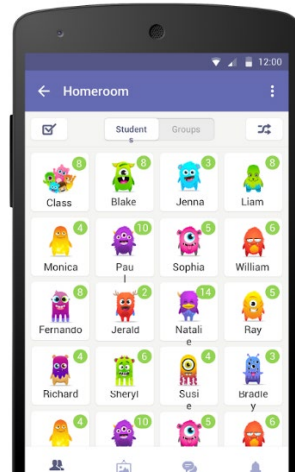 12:00
Homeroom
Student
s
Groups
8
8
3
8
Class
Blake
Jenna
Liam
4
10
5
6
Monica
Pau
l
Sophia
William
8
2
14
5
Fernando
Jerald
Natali
e
Ray
4
6
4
3
Richard
Sheryl
Susi
e
Bradle
y
4
10
5
6